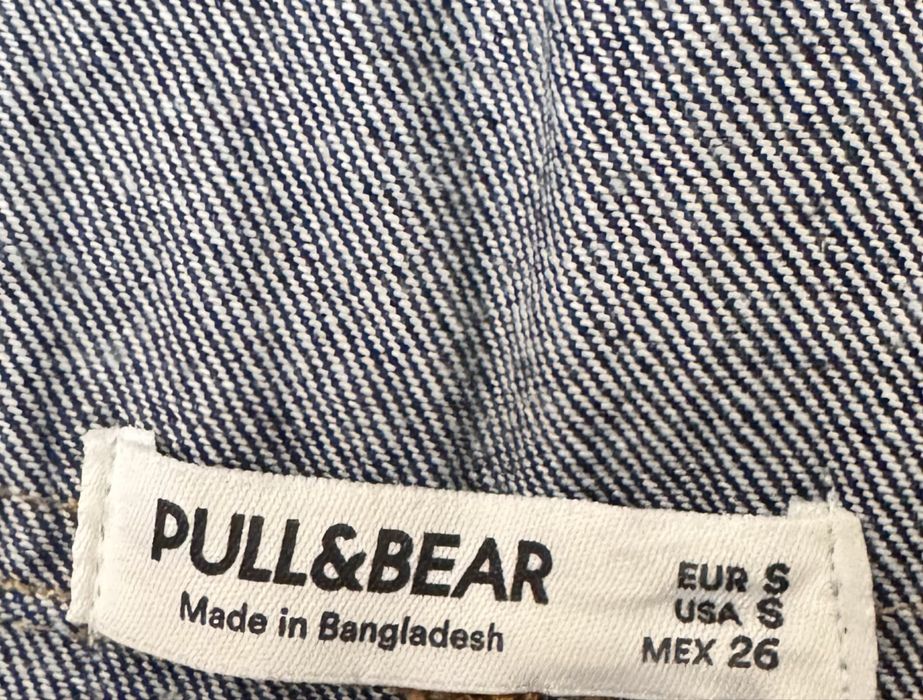 PULL&BEAR
Made in Bangladesh
EUR S
USA S
MEX 26